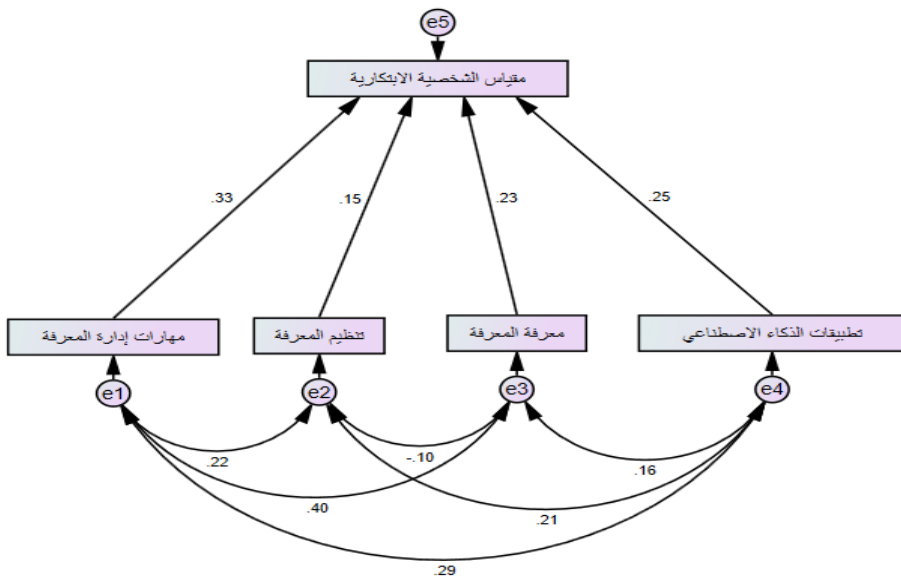 e5
مقياس الشخصية الابتكارية
.33
.15
.23
.25
مهارات إدارة المعرفة
تنظيم المعرفة
معرفة المعرفة
تطبيقات الذكاء الاصطناعي
e1
e2
e3
e4
.22
-.10
.16
.40
.21
.29